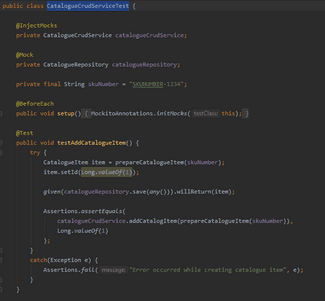 public class CatalogueCrudServiceTest {
@InjectMocks
private CatalogueCrudService catalogueCrudService;
@Mock
private CatalogueRepository catalogueRepository;
private final String skuNumber = "SKUNUMBER-1234";
@BeforeEach
public void setup() { MockitoAnnotations.initMocks( testClass: this); }
@Test
public void testAddCatalogueItem() {
try {
CatalogueItem item = prepareCatalogueItem(skuNumber);
item.setId(Long.valueOf(1));
given(catalogueRepository.save(any())).willReturn(item);
Assertions.assertEquals(
catalogueCrudService.addCatalogItem(prepareCatalogueItem(skuNumber)),
Long.valueOf(1)
);
}
catch(Exception e) {
Assertions.fail( message: "Error occurred while creating catalogue item", e);
}
}